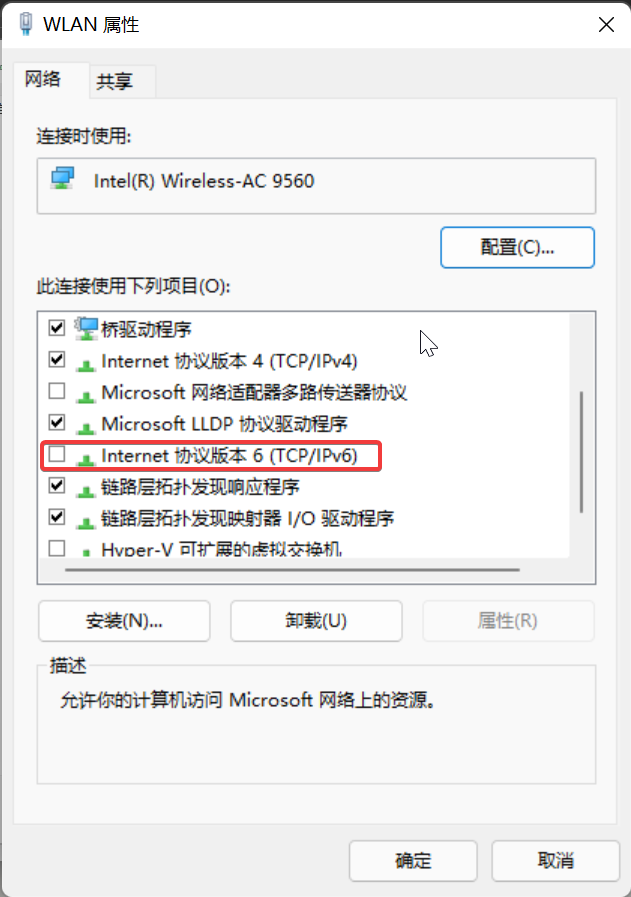 WLAN 属性
网络
共享
连接时使用:
Intel(R) Wireless-AC 9560
配置(C)...
此连接使用下列项目(O):
桥驱动程序
Internet 协议版本 4 (TCP/IPv4)
Microsoft 网络适配器多路传送器协议
Microsoft LLDP 协议驱动程序
Internet 协议版本 6 (TCP/IPv6)
链路层拓扑发现响应程序
链路层拓扑发现映射器 I/O 驱动程序
Hyper-V 可扩展的虚拟交换机
安装(N)...
卸载(U)
属性(R)
描述
允许你的计算机访问 Microsoft 网络上的资源。
确定
取消